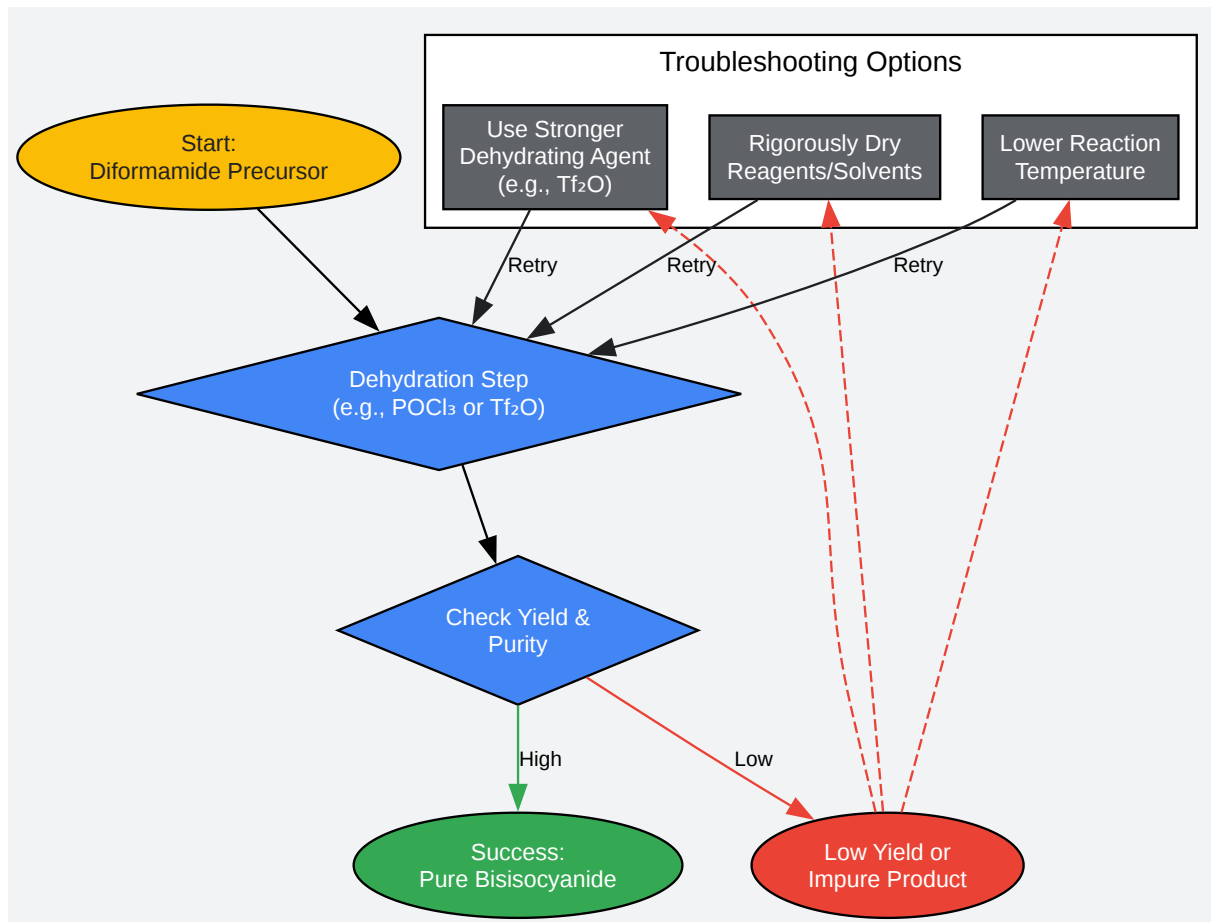 Troubleshooting Options
Start:
Diformamide Precursor
Use Stronger
Dehydrating Agent
(e.g., Tf₂O)
Rigorously Dry
Reagents/Solvents
Lower Reaction
Temperature
Retry
Retry
Retry
Dehydration Step
(e.g., POCl₃ or Tf₂O)
Check Yield &
Purity
High
Low
Success:
Pure Bisisocyanide
Low Yield or
Impure Product